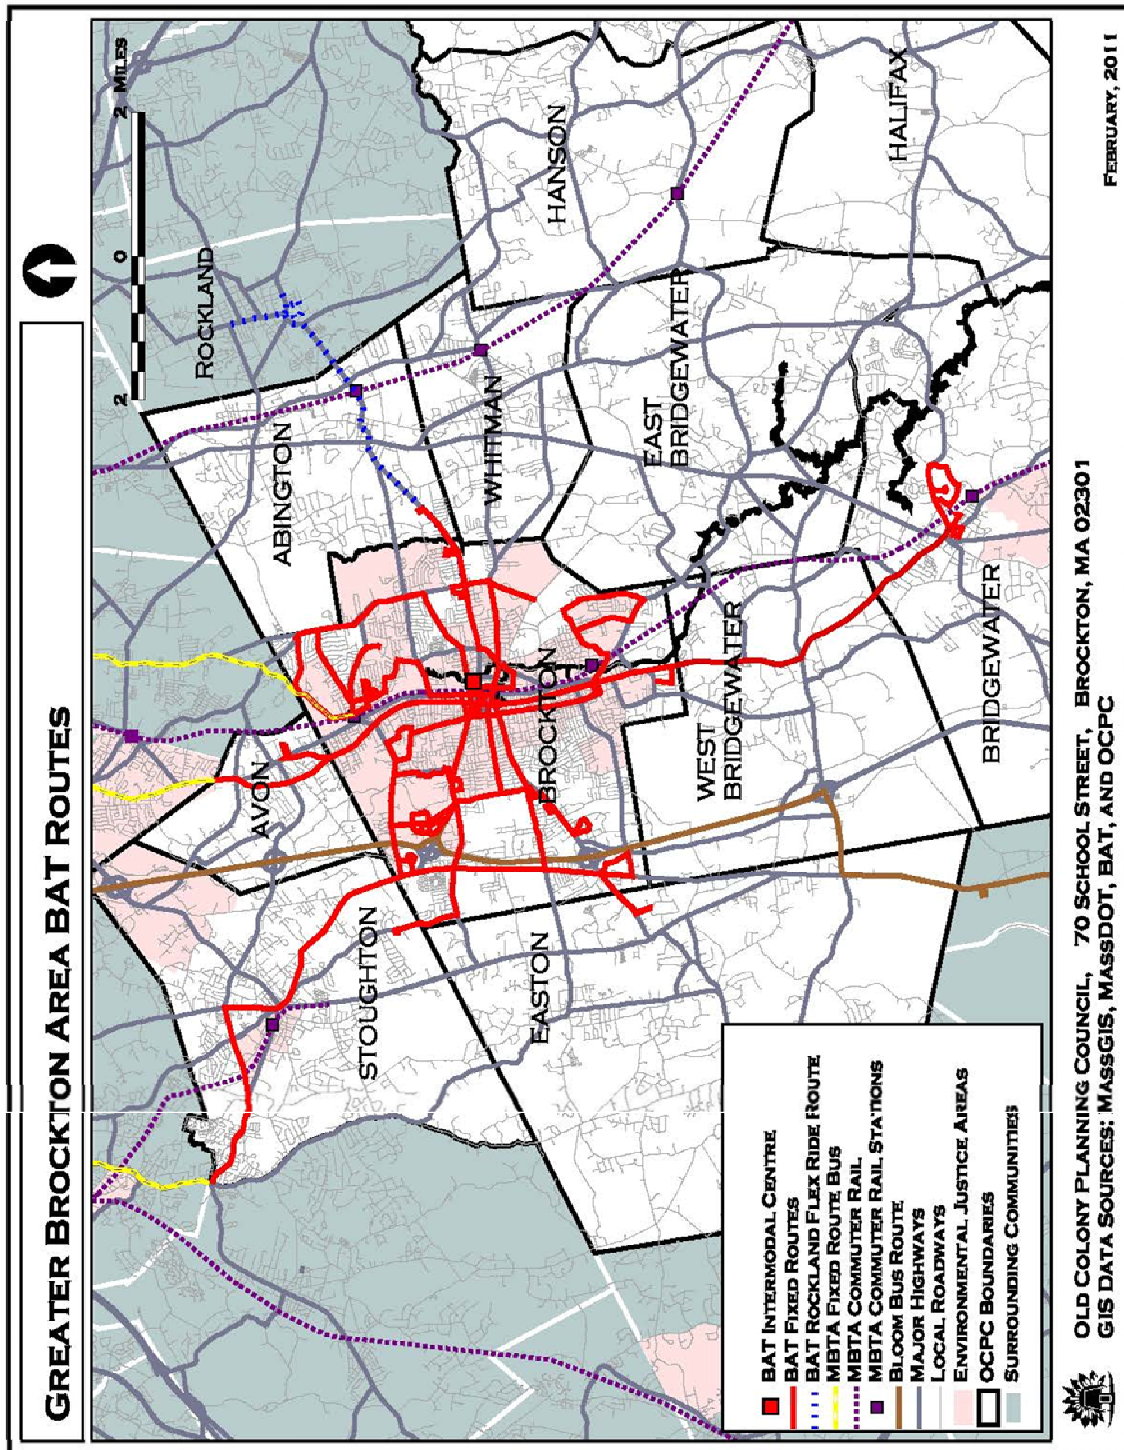 GREATER BROCKTON AREA BAT ROUTES
2 0 2 MILES
ROCKLAND
ABINGTON
AVON
HANSON
WHITMAN
STOUGHTON
BROCKTON
EASTON
EAST
BRIDGEWATER
WEST
BRIDGEWATER
HALIFAX
BRIDGEWATER
BAT INTERMODAL CENTRE
BAT FIXED ROUTES
BAT ROCKLAND FLEX RIDE ROUTE
MBTA FIXED ROUTE BUS
MBTA COMMUTER RAIL
MBTA COMMUTER RAIL STATIONS
BLOOM BUS ROUTE
MAJOR HIGHWAYS
LOCAL ROADWAYS
ENVIRONMENTAL JUSTICE AREAS
OCPC BOUNDARIES
SURROUNDING COMMUNITIES
OLD COLONY PLANNING COUNCIL, 70 SCHOOL STREET, BROCKTON, MA 02301
GIS DATA SOURCES: MASSGIS, MASSDOT, BAT, AND OCPC
FEBRUARY, 2011